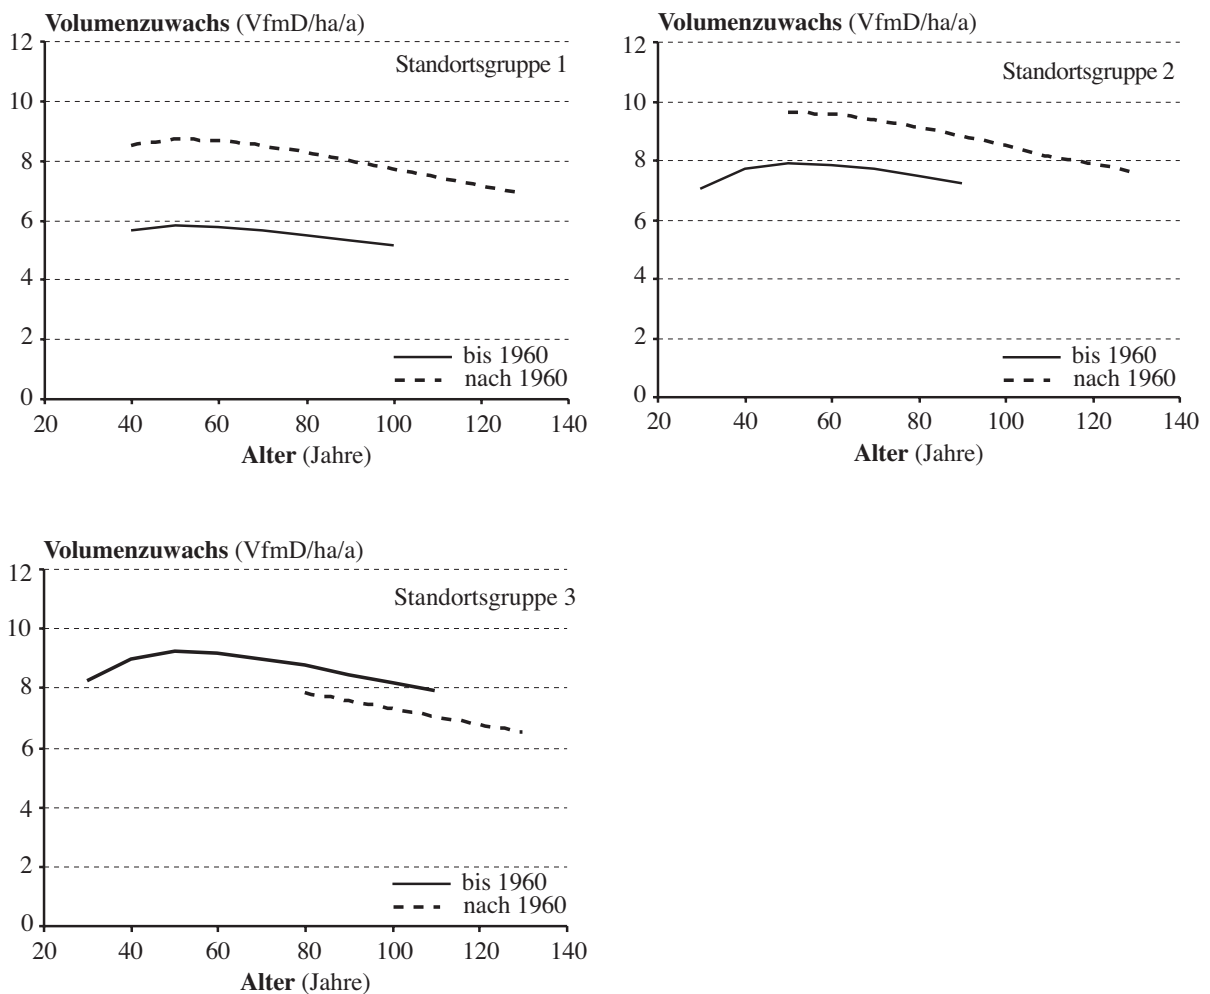 Volumenzuwachs (VfmD/ha/a)
12
Standortsgruppe 1
10
8
6
4
2
bis 1960
nach 1960
0
20 40 60 80 100 120 140
Alter (Jahre)
Volumenzuwachs (VfmD/ha/a)
12
Standortsgruppe 2
10
8
6
4
2
bis 1960
nach 1960
0
20 40 60 80 100 120 140
Alter (Jahre)
Volumenzuwachs (VfmD/ha/a)
12
Standortsgruppe 3
10
8
6
4
2
bis 1960
nach 1960
0
20 40 60 80 100 120 140
Alter (Jahre)